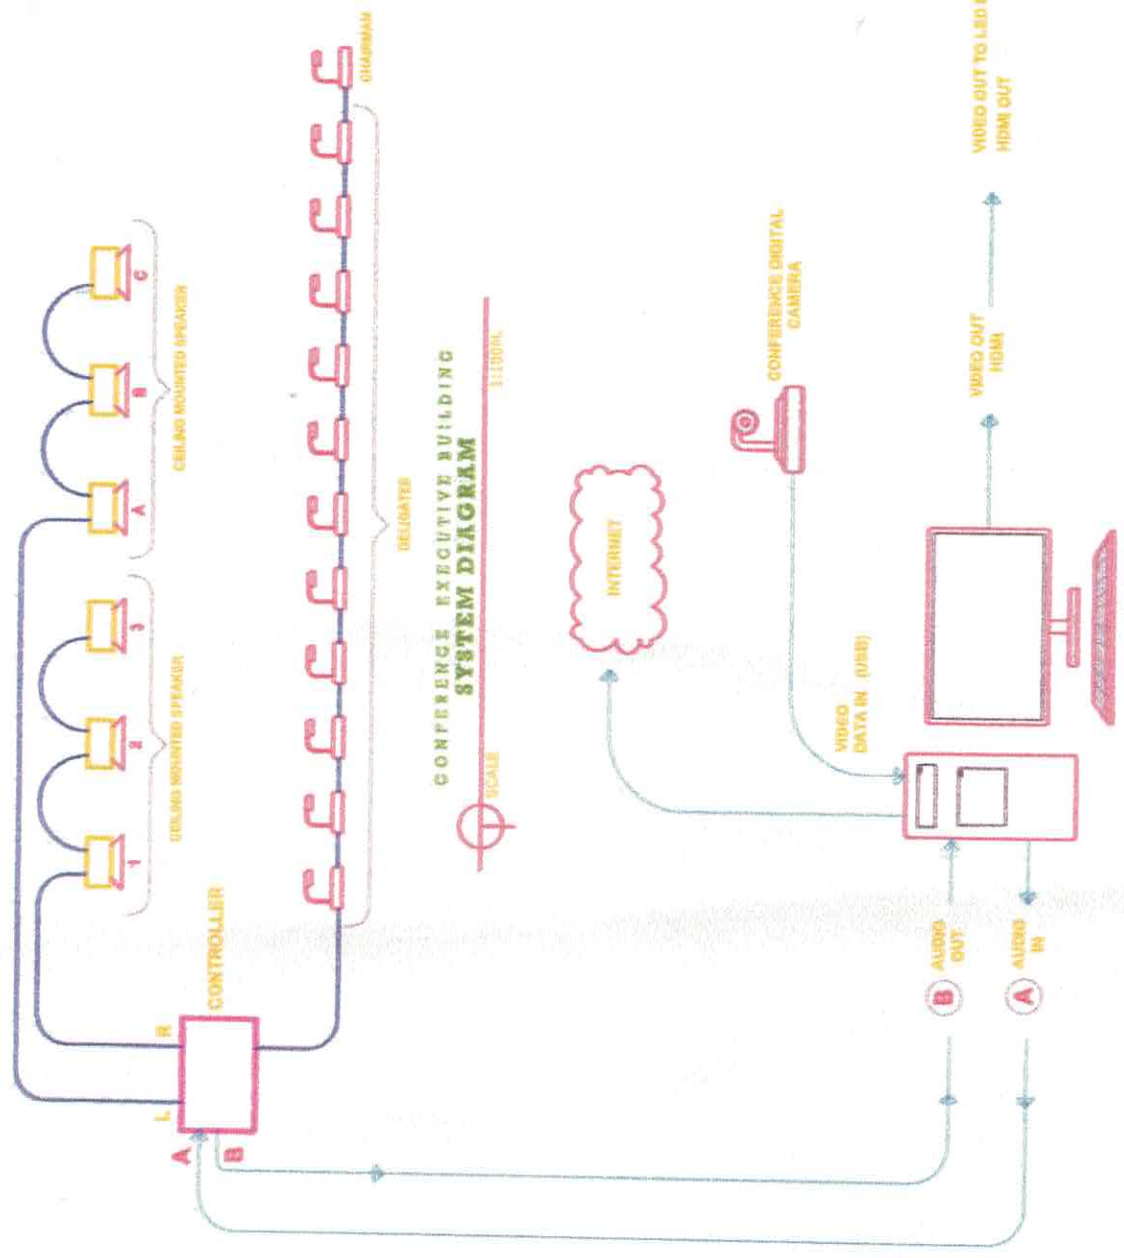 1 2 3 A B C
L R
CEILING MOUNTED SPEAKER
CEILING MOUNTED SPEAKER
A
CONTROLLER
B
CHAIRMAN
DELIGATER
CONFERENCE EXECUTIVE BUILDING
SYSTEM DIAGRAM
SCALE
INTERNET
CONFERENCE DIGITAL
CAMERA
VIDEO
DATA IN (USB)
B
AUDIO
OUT
A
AUDIO
IN
VIDEO OUT
HDMI
VIDEO OUT TO LED
HDMI OUT